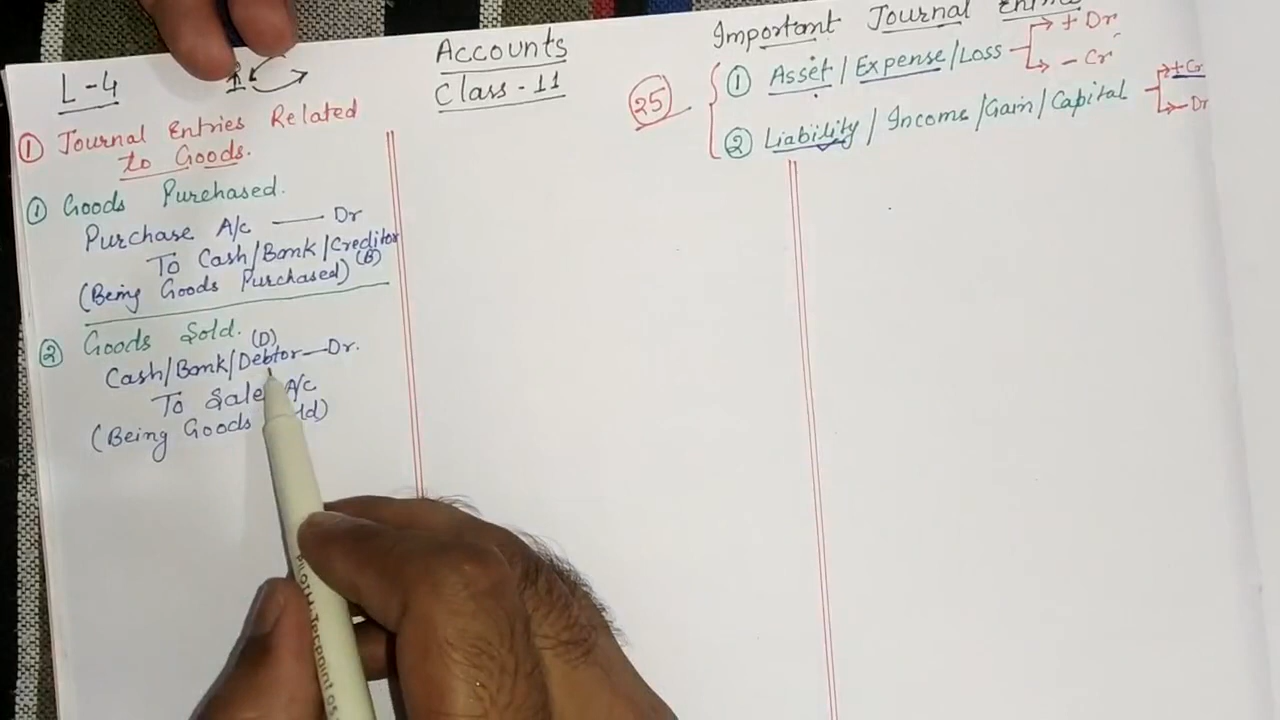 L-4
Accounts
Class - 11
Important Journal Entries
25
① Asset / Expense / Loss
+ Dr
- Cr
② Liability / Income / Gain / Capital
+ Cr
- Dr
① Journal Entries Related
to Goods.
① Goods Purchased.
Purchase A/c —— Dr
To Cash/Bank/Creditor
(B)
(Being Goods Purchased)
② Goods Sold.
(D)
Cash/Bank/Debtor — Dr.
To Sale A/c
(Being Goods
PILOT